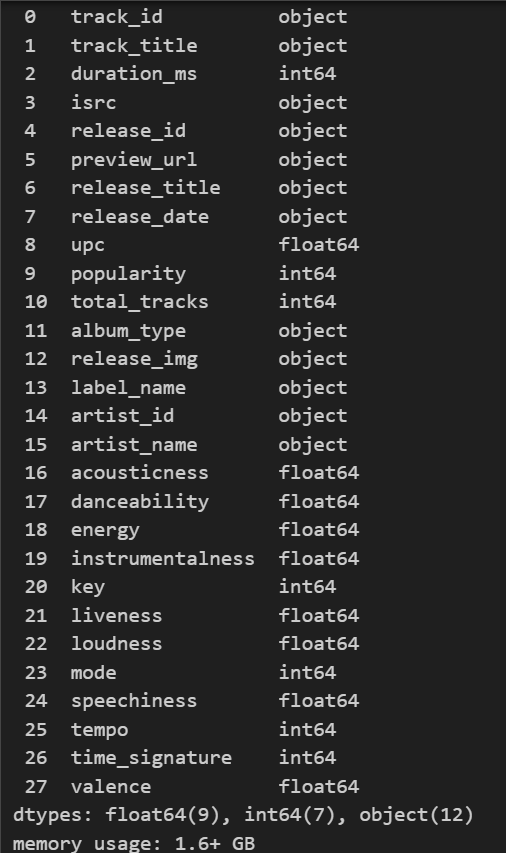 0 track_id object
1 track_title object
2 duration_ms int64
3 isrc object
4 release_id object
5 preview_url object
6 release_title object
7 release_date object
8 upc float64
9 popularity int64
10 total_tracks int64
11 album_type object
12 release_img object
13 label_name object
14 artist_id object
15 artist_name object
16 acousticness float64
17 danceability float64
18 energy float64
19 instrumentalness float64
20 key int64
21 liveness float64
22 loudness float64
23 mode int64
24 speechiness float64
25 tempo int64
26 time_signature int64
27 valence float64
dtypes: float64(9), int64(7), object(12)
memory usage: 1.6+ GB